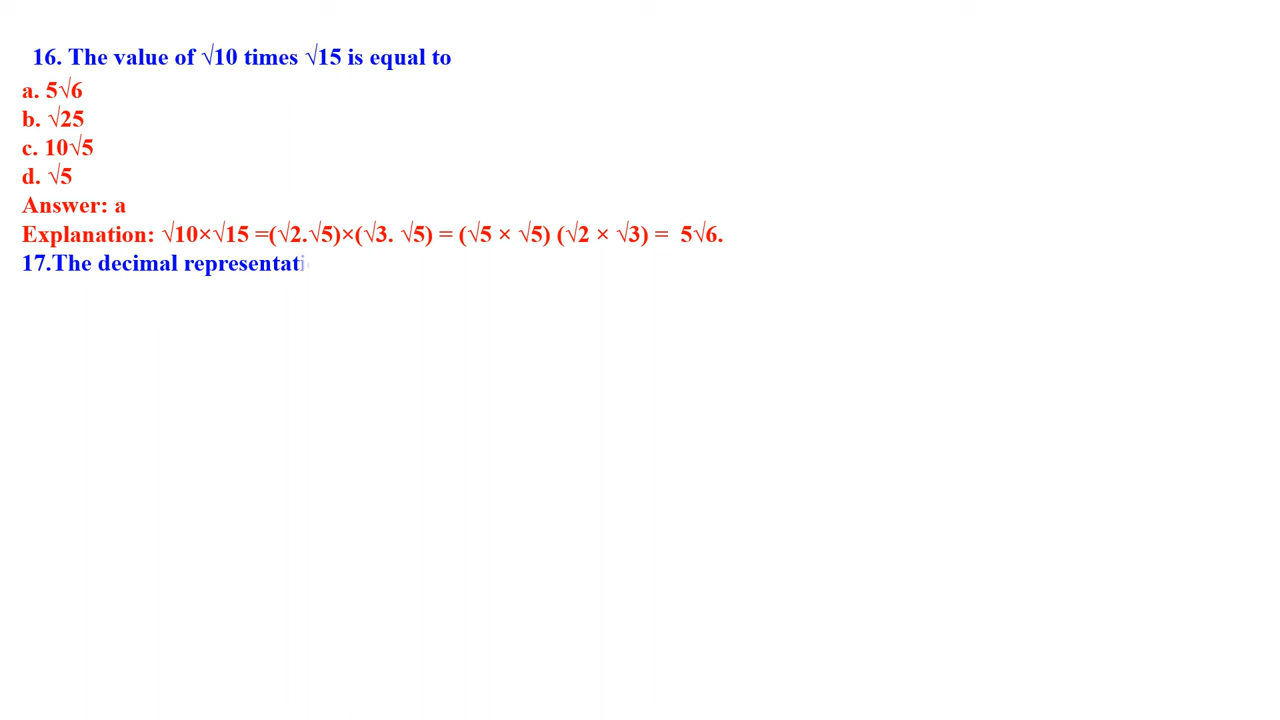 16. The value of √10 times √15 is equal to
a. 5√6
b. √25
c. 10√5
d. √5
Answer: a
Explanation: √10×√15 =(√2.√5)×(√3. √5) = (√5 × √5) (√2 × √3) = 5√6.
17.The decimal representati